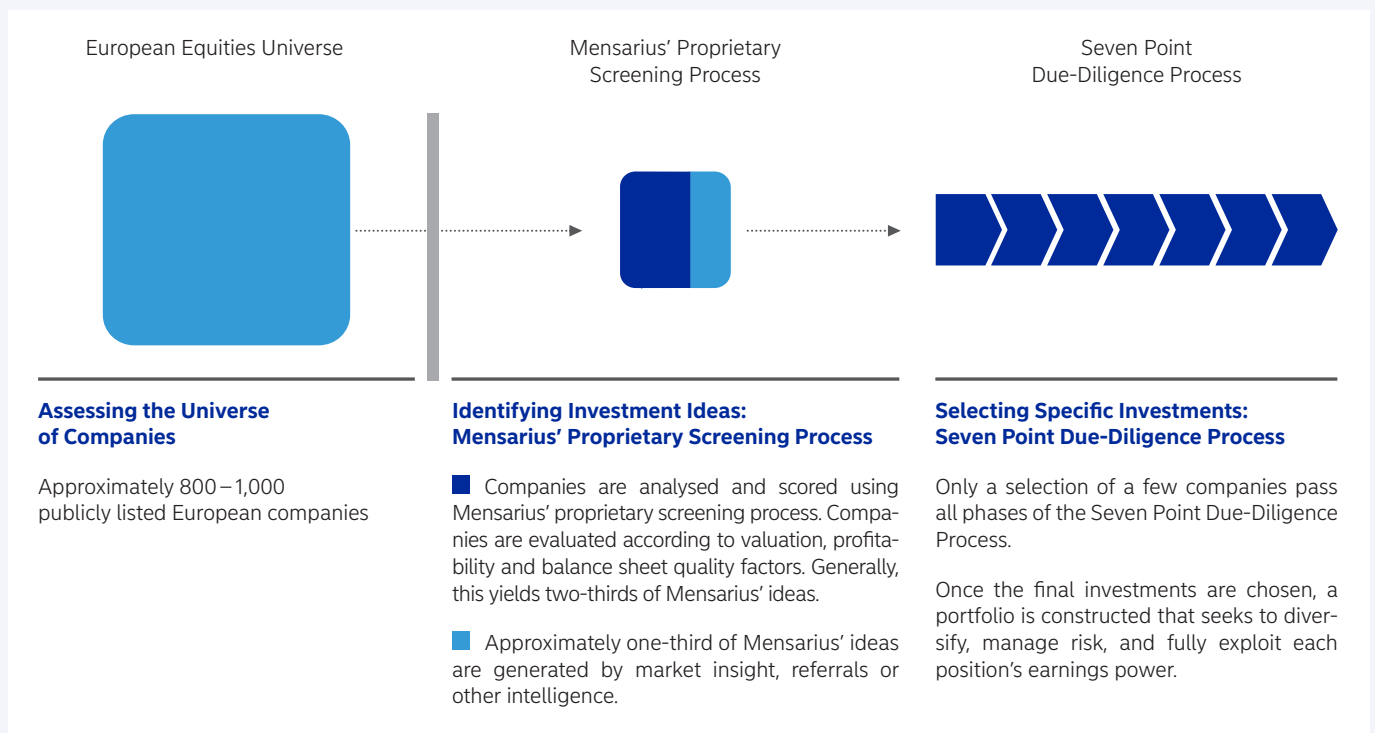 European Equities Universe
Mensarius’ Proprietary
Screening Process
Seven Point
Due-Diligence Process
Assessing the Universe
of Companies
Approximately 800 – 1,000
publicly listed European companies
Identifying Investment Ideas:
Mensarius’ Proprietary Screening Process
Companies are analysed and scored using
Mensarius’ proprietary screening process. Compa-
nies are evaluated according to valuation, profita-
bility and balance sheet quality factors. Generally,
this yields two-thirds of Mensarius’ ideas.
Approximately one-third of Mensarius’ ideas
are generated by market insight, referrals or
other intelligence.
Selecting Specific Investments:
Seven Point Due-Diligence Process
Only a selection of a few companies pass
all phases of the Seven Point Due-Diligence
Process.
Once the final investments are chosen, a
portfolio is constructed that seeks to diver-
sify, manage risk, and fully exploit each
position’s earnings power.